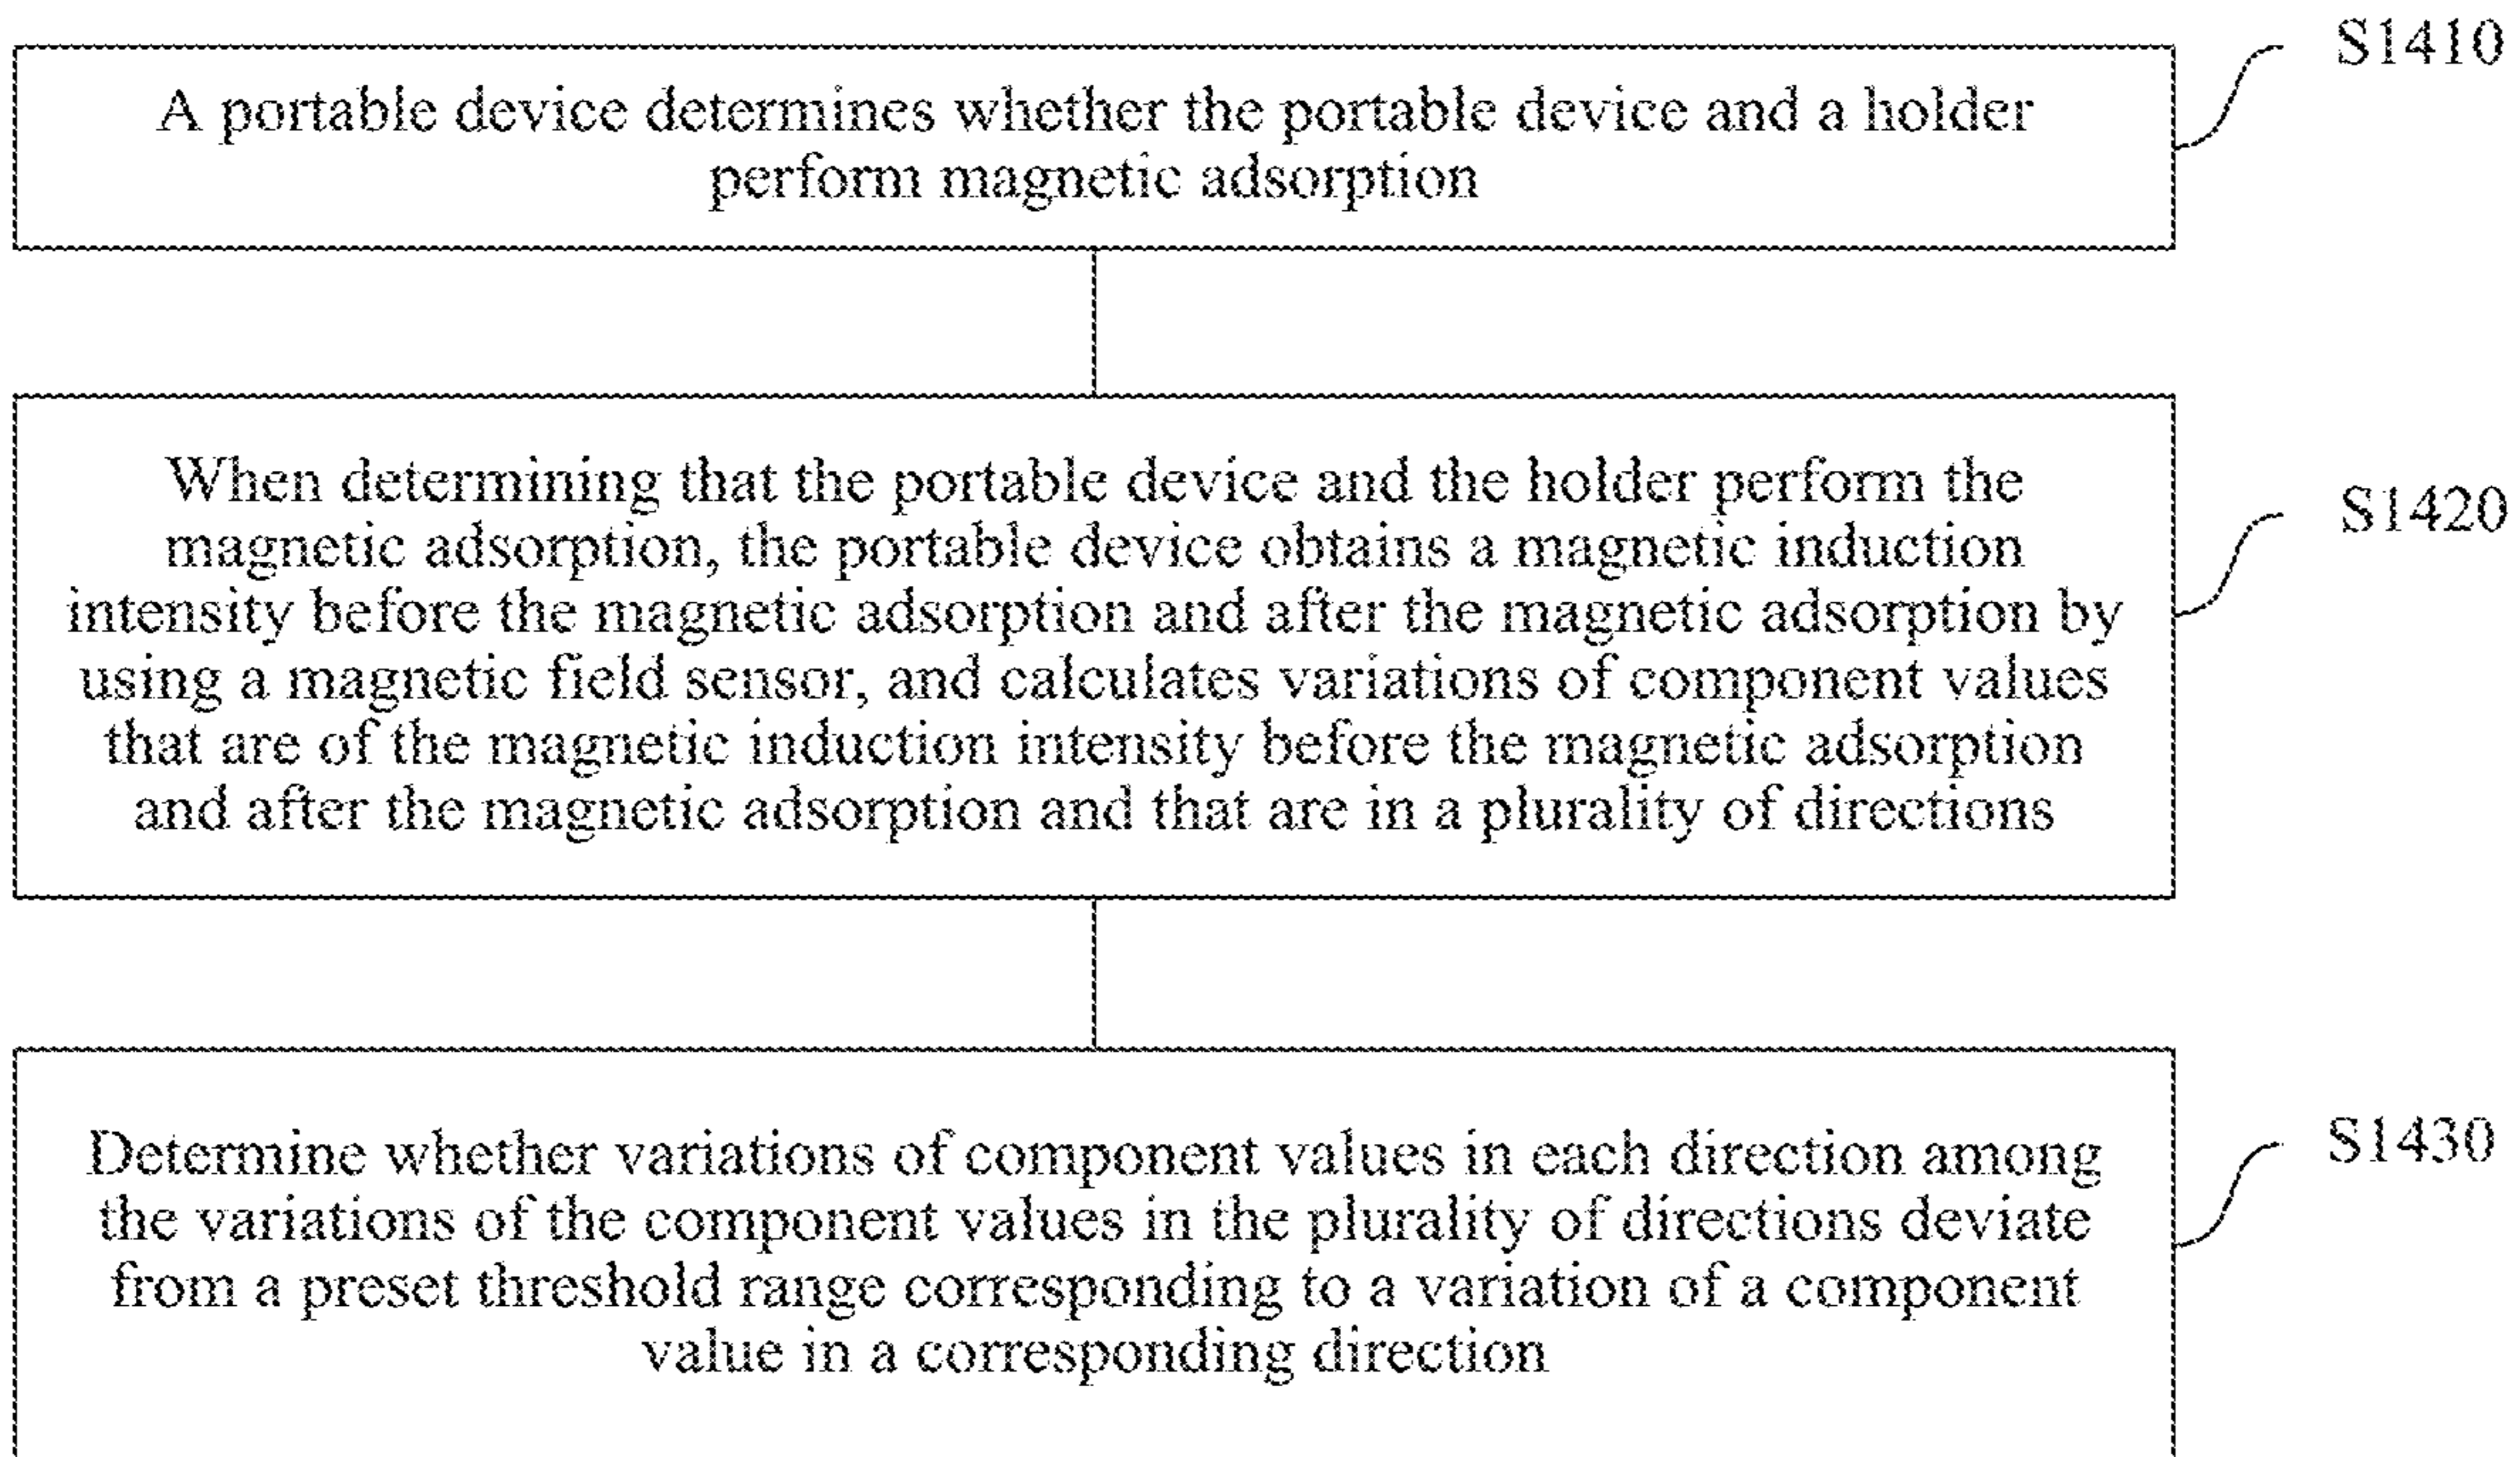 S1410
A portable device determines whether the portable device and a holder
perform magnetic adsorption
When determining that the portable device and the holder perform the
magnetic adsorption, the portable device obtains a magnetic induction
intensity before the magnetic adsorption and after the magnetic adsorption by
using a magnetic field sensor, and calculates variations of component values
that are of the magnetic induction intensity before the magnetic adsorption
and after the magnetic adsorption and that are in a plurality of directions
S1420
Determine whether variations of component values in each direction among
the variations of the component values in the plurality of directions deviate
from a preset threshold range corresponding to a variation of a component
value in a corresponding direction
S1430